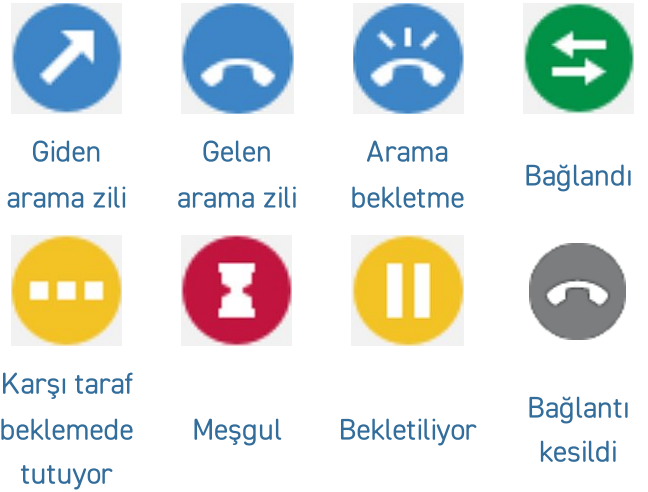 Giden
arama zili
Gelen
arama zili
Arama
bekletme
Bağlandı
Karşı taraf
beklemede
tutuyor
Meşgul
Bekletiliyor
Bağlantı
kesildi